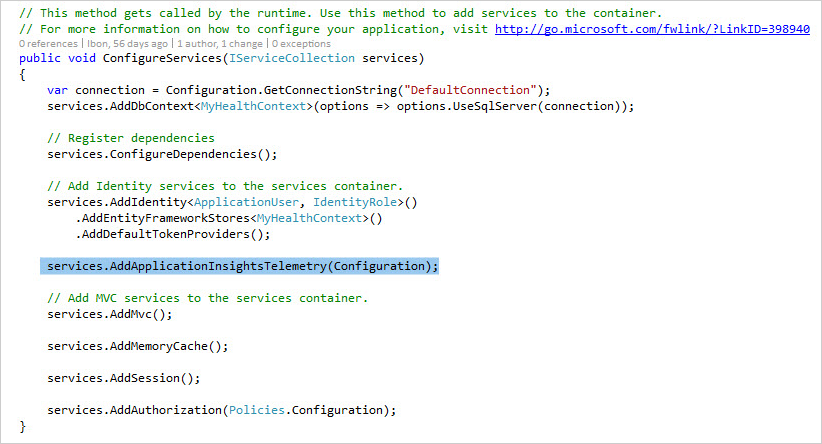 // This method gets called by the runtime. Use this method to add services to the container.
// For more information on how to configure your application, visit http://go.microsoft.com/fwlink/?LinkID=398940
0 references | Ibon, 56 days ago | 1 author, 1 change | 0 exceptions
public void ConfigureServices(IServiceCollection services)
{
    var connection = Configuration.GetConnectionString("DefaultConnection");
    services.AddDbContext<MyHealthContext>(options => options.UseSqlServer(connection));
    // Register dependencies
    services.ConfigureDependencies();
    // Add Identity services to the services container.
    services.AddIdentity<ApplicationUser, IdentityRole>()
        .AddEntityFrameworkStores<MyHealthContext>()
        .AddDefaultTokenProviders();
    services.AddApplicationInsightsTelemetry(Configuration);
    // Add MVC services to the services container.
    services.AddMvc();
    services.AddMemoryCache();
    services.AddSession();
    services.AddAuthorization(Policies.Configuration);
}